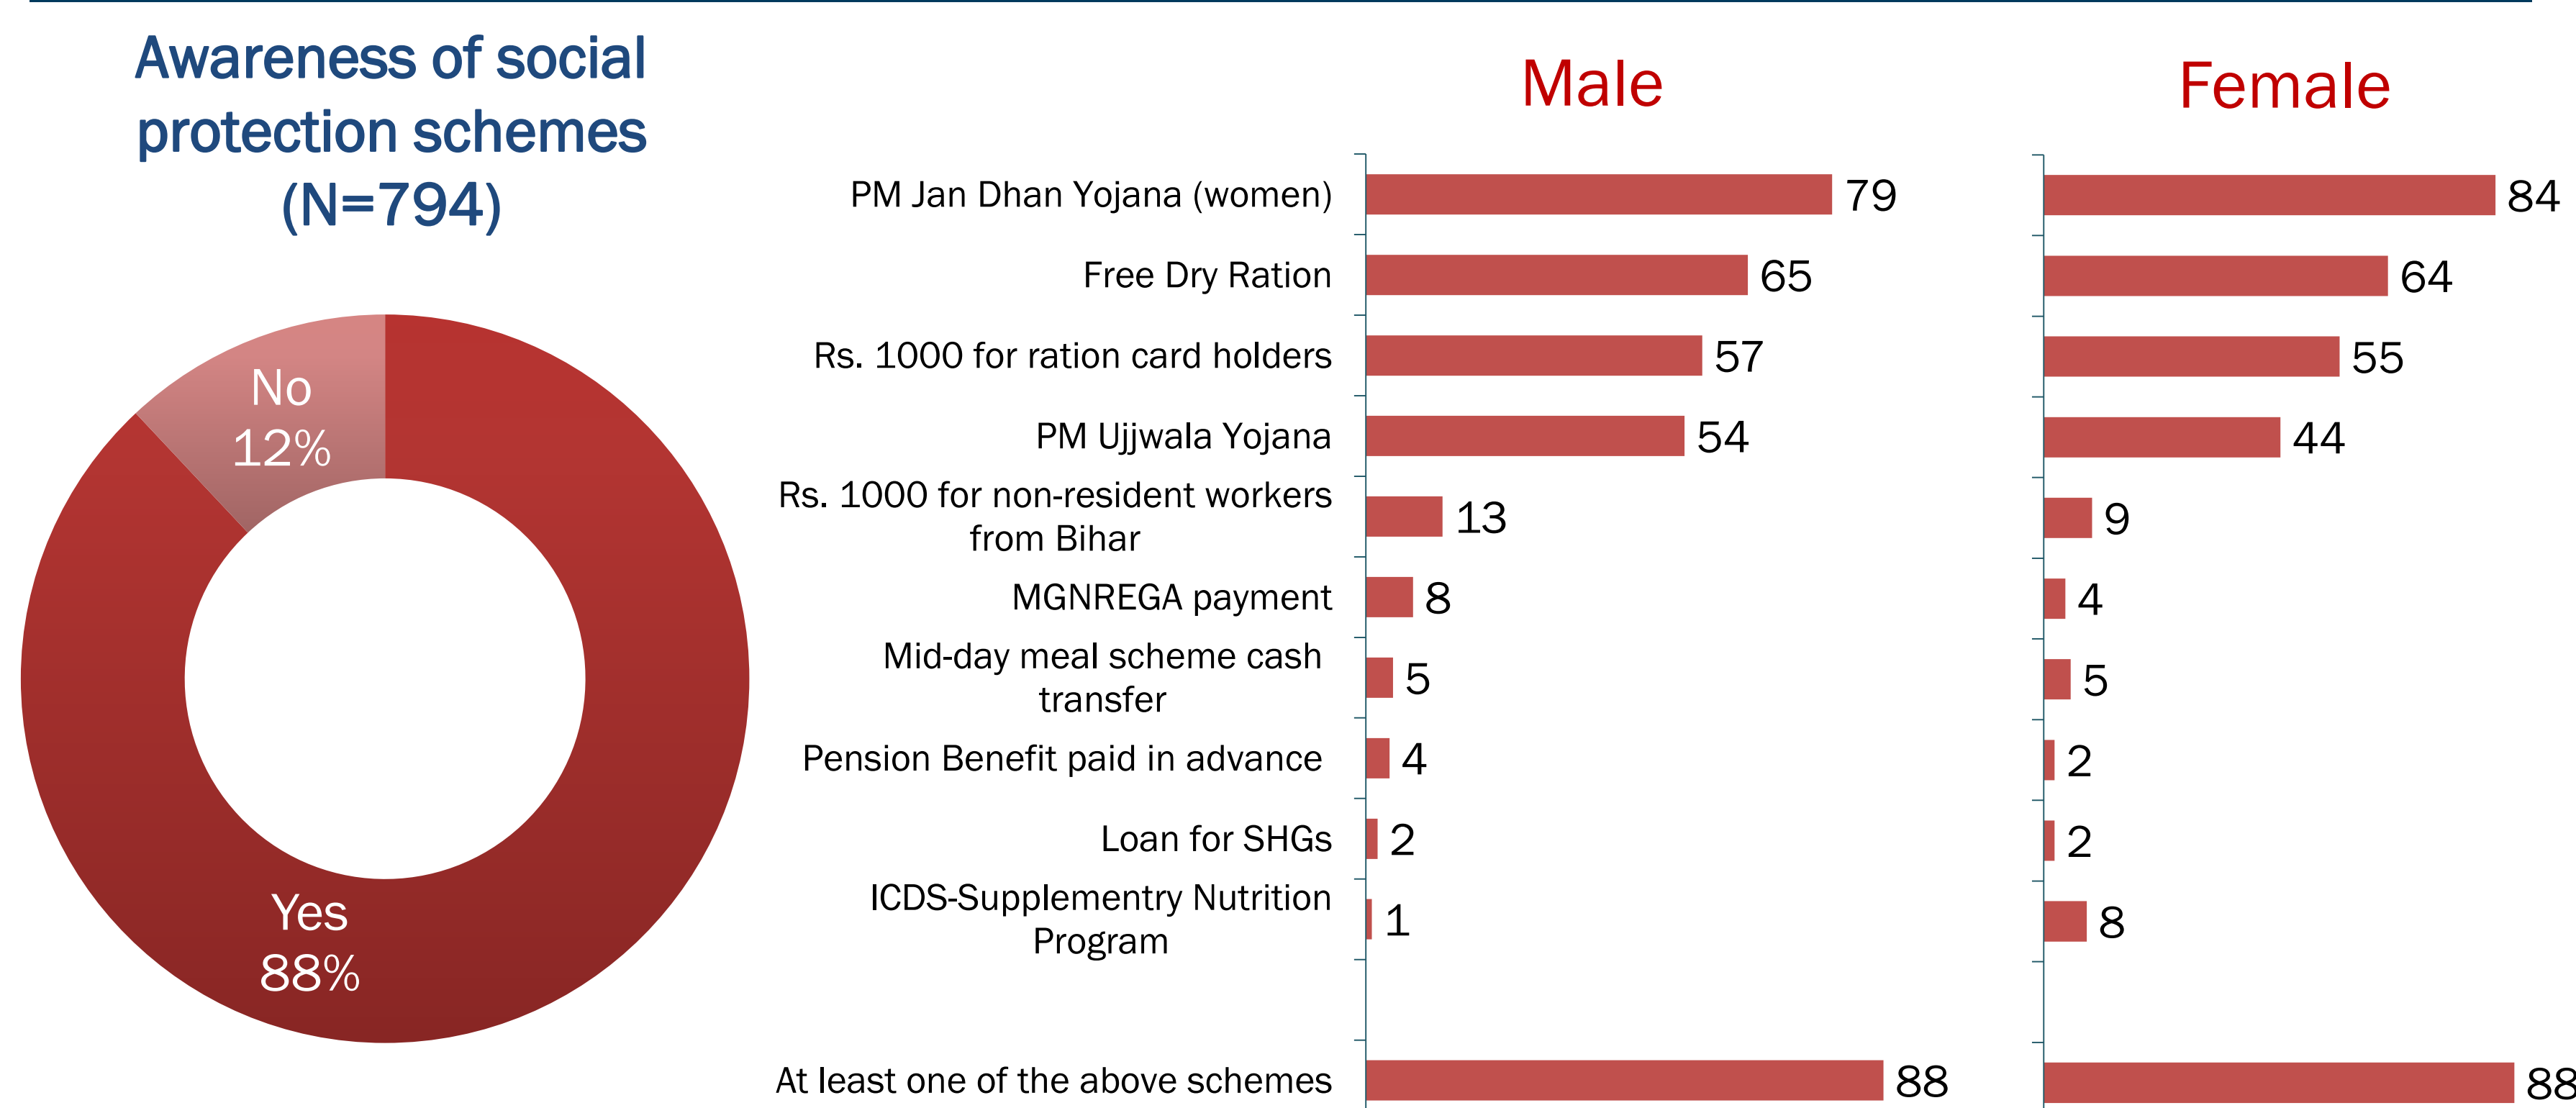 Awareness of social
protection schemes
(N=794)
No
12%
Yes
88%
Male
Female
PM Jan Dhan Yojana (women) 79 84
Free Dry Ration 65 64
Rs. 1000 for ration card holders 57 55
PM Ujjwala Yojana 54 44
Rs. 1000 for non-resident workers
from Bihar 13 9
MGNREGA payment 8 4
Mid-day meal scheme cash
transfer 5 5
Pension Benefit paid in advance 4 2
Loan for SHGs 2 2
ICDS-Supplementry Nutrition
Program 1 8
At least one of the above schemes 88 88